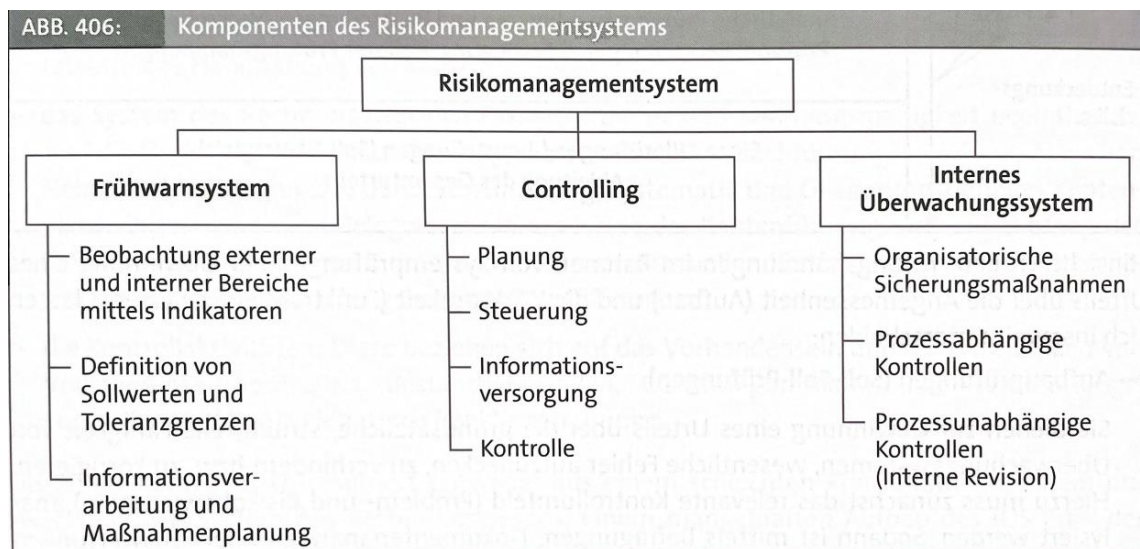 ABB. 406: Komponenten des Risikomanagementsystems
Risikomanagementsystem
Frühwarnsystem
Beobachtung externer
und interner Bereiche
mittels Indikatoren
Definition von
Sollwerten und
Toleranzgrenzen
Informationsver-
arbeitung und
Maßnahmenplanung
Controlling
Planung
Steuerung
Informations-
versorgung
Kontrolle
Internes
Überwachungssystem
Organisatorische
Sicherungsmaßnahmen
Prozessabhängige
Kontrollen
Prozessunabhängige
Kontrollen
(Interne Revision)